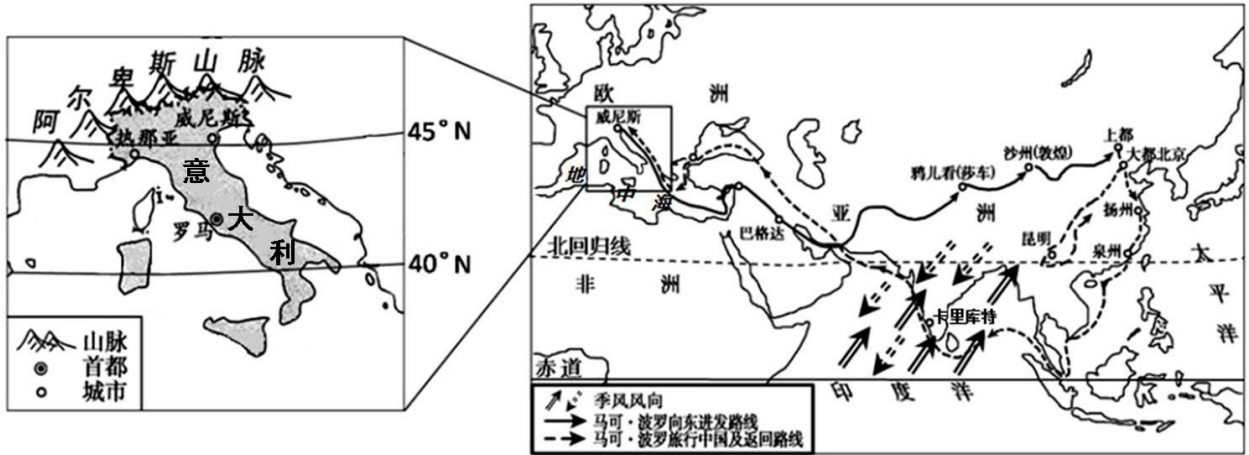 阿尔卑斯山脉
热那亚
威尼斯
45°N
意大利
罗马
40°N
山脉
首都
城市
欧洲
威尼斯
地中海
上都
沙州(敦煌)
大都北京
鸦儿看(莎车)
亚洲
扬州
巴格达
昆明
泉州
北回归线
非洲
太平洋
卡里库特
赤道
印度洋
季风风向
马可·波罗向东进发路线
马可·波罗旅行中国及返回路线